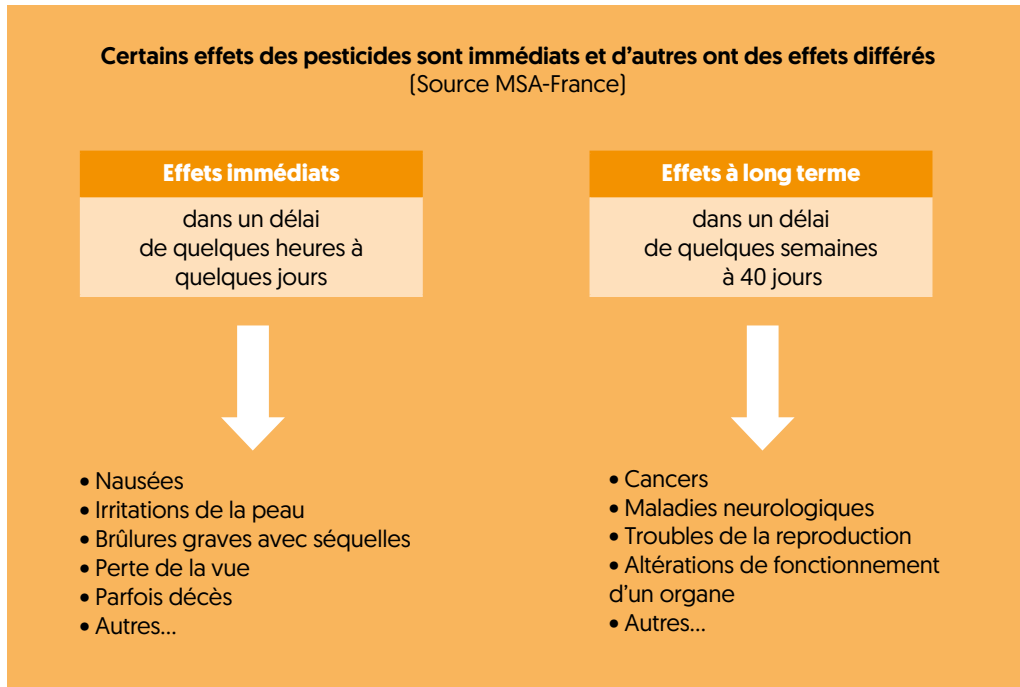 Certains effets des pesticides sont immédiats et d'autres ont des effets différés
(Source MSA-France)
Effets immédiats
dans un délai
de quelques heures à
quelques jours
• Nausées
• Irritations de la peau
• Brûlures graves avec séquelles
• Perte de la vue
• Parfois décès
• Autres...
Effets à long terme
dans un délai
de quelques semaines
à 40 jours
• Cancers
• Maladies neurologiques
• Troubles de la reproduction
• Altérations de fonctionnement
d'un organe
• Autres...